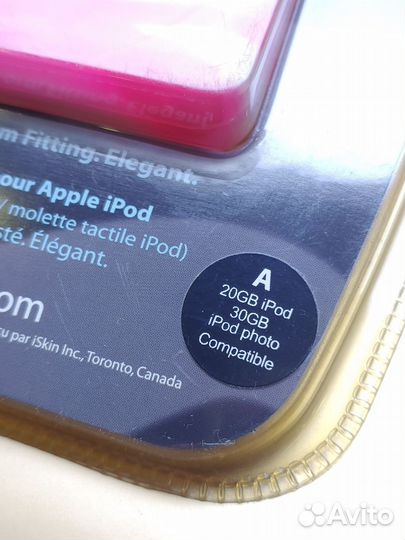 m Fitting. Elegant.
our Apple iPod
/ molette tactile iPod)
sté. Élégant.
om
cu par iSkin Inc., Toronto, Canada
A
20GB iPod
30GB
iPod photo
Compatible
Avito